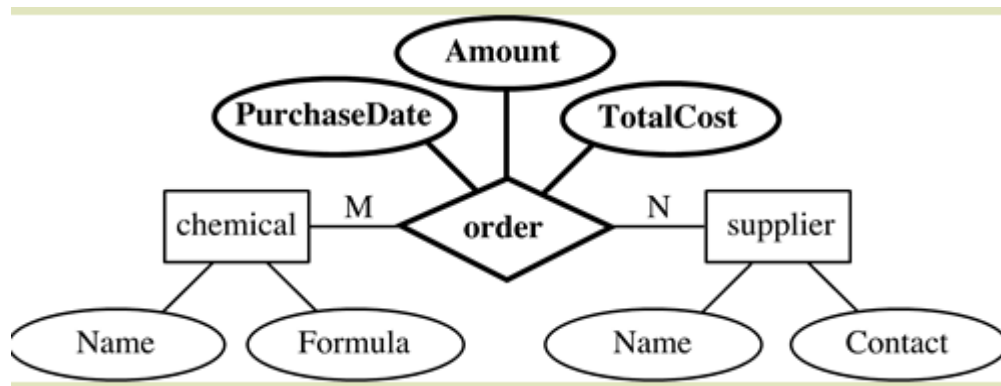 Amount
PurchaseDate
TotalCost
M
N
chemical
order
supplier
Name
Formula
Name
Contact